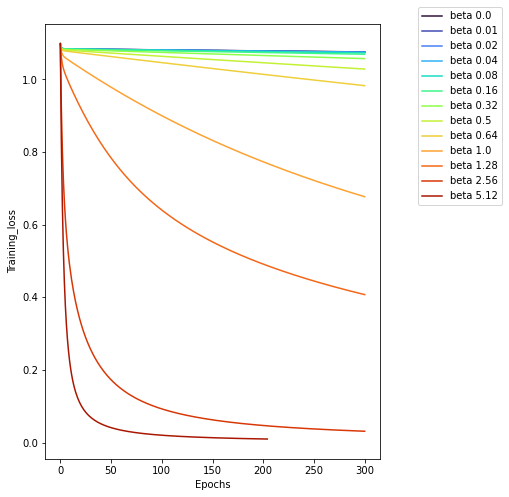 beta 0.0
beta 0.01
beta 0.02
beta 0.04
beta 0.08
beta 0.16
beta 0.32
beta 0.5
beta 0.64
beta 1.0
beta 1.28
beta 2.56
beta 5.12
1.0
0.8
0.6
0.4
0.2
0.0
Training_loss
0 50 100 150 200 250 300
Epochs